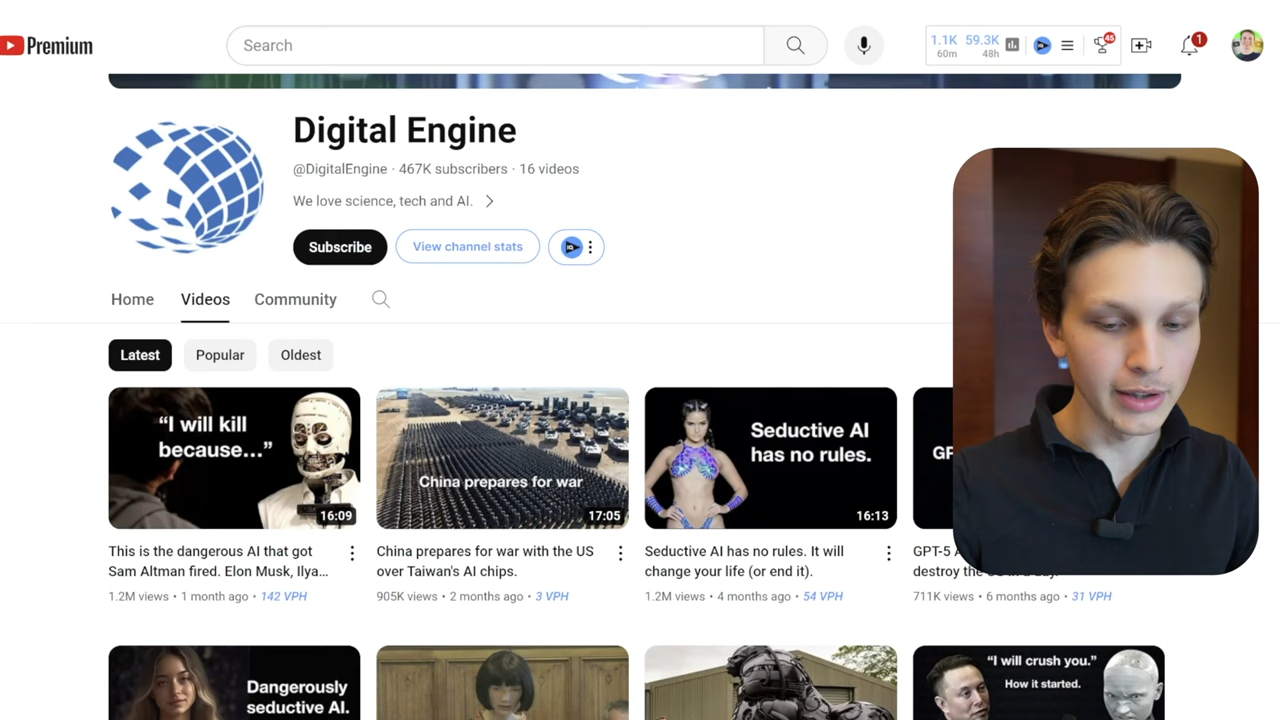 Premium
Search
1.1K 59.3K
60m 48h
45
1
Digital Engine
@DigitalEngine · 467K subscribers · 16 videos
We love science, tech and AI.
Subscribe
View channel stats
IQ
Home Videos Community
Latest Popular Oldest
“I will kill
because...”
16:09
China prepares for war
17:05
Seductive AI
has no rules.
16:13
This is the dangerous AI that got
Sam Altman fired. Elon Musk, Ilya...
1.2M views • 1 month ago • 142 VPH
China prepares for war with the US
over Taiwan's AI chips.
905K views • 2 months ago • 3 VPH
Seductive AI has no rules. It will
change your life (or end it).
1.2M views • 4 months ago • 54 VPH
GPT-5
destroy the
711K views • 6 months ago • 31 VPH
Dangerously
seductive AI.
“I will crush you.”
How it started.